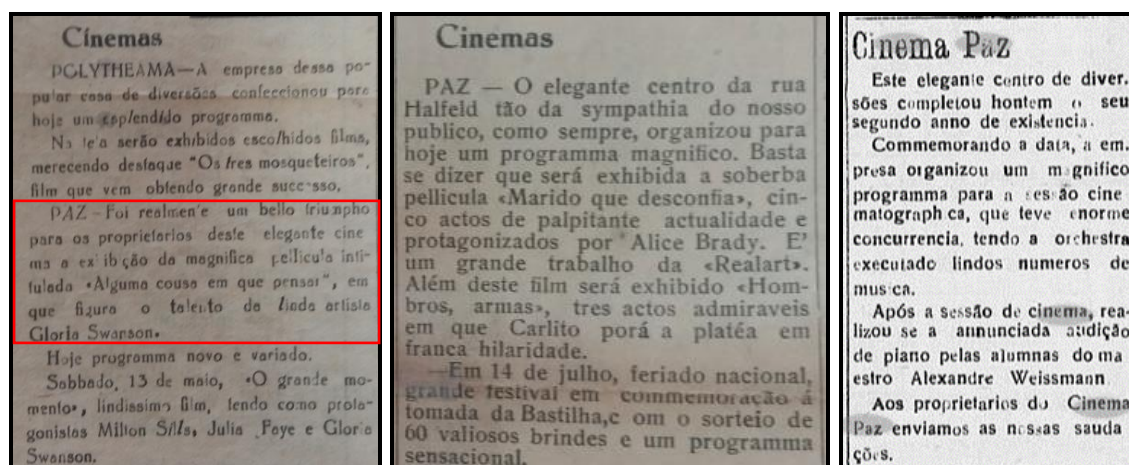 Cinemas
POLYTHEAMA—A empresa dessa po-
pular casa de diversões confeccionou para
hoje um esplendido programma.
Na te'a serão exhibidos esco/hidos films,
merecendo destaque "Os tres mosqueteiros",
film que vem obtendo grande successo.
PAZ – Foi realmen'e um bello triumpho
para os proprietarios deste elegante cine
ma a ex ib ção da magnifica pellicula inti-
tulada «Alguma cousa em que pensar", em
que figura o talento da linda artista
Gloria Swanson.
Hoje programma novo e variado.
Sabbado, 13 de maio, «O grande mo-
mento», lindissimo film, tendo como prota-
gonistas Milton Sills, Julia Faye e Gloria
Swanson.
Cinemas
PAZ — O elegante centro da rua
Halfeld tão da sympathia do nosso
publico, como sempre, organizou para
hoje um programma magnifico. Basta
se dizer que será exhibida a soberba
pellicula «Marido que desconfia», cin-
co actos de palpitante actualidade e
protagonizados por Alice Brady. E'
um grande trabalho da «Realart».
Além deste film será exhibido «Hom-
bros, armas», tres actos admiraveis
em que Carlito porá a platéa em
franca hilaridade.
—Em 14 de julho, feriado nacional,
grande festival em commemoração á
tomada da Bastilha,c om o sorteio de
60 valiosos brindes e um programma
sensacional.
Cinema Paz
Este elegante centro de diver.
sões completou hontem o seu
segundo anno de existencia.
Commemorando a data, a em.
presa organizou um magnifico
programma para a sessão cine
matograph ca, que teve enorme
concurrencia, tendo a orchestra
executado lindos numeros de
musica.
Após a sessão de cinema, rea-
lizou se a annunciada audição
de piano pelas alumnas do ma
estro Alexandre Weissmann
Aos proprietarios do Cinema
Paz enviamos as nossas sauda
ções.